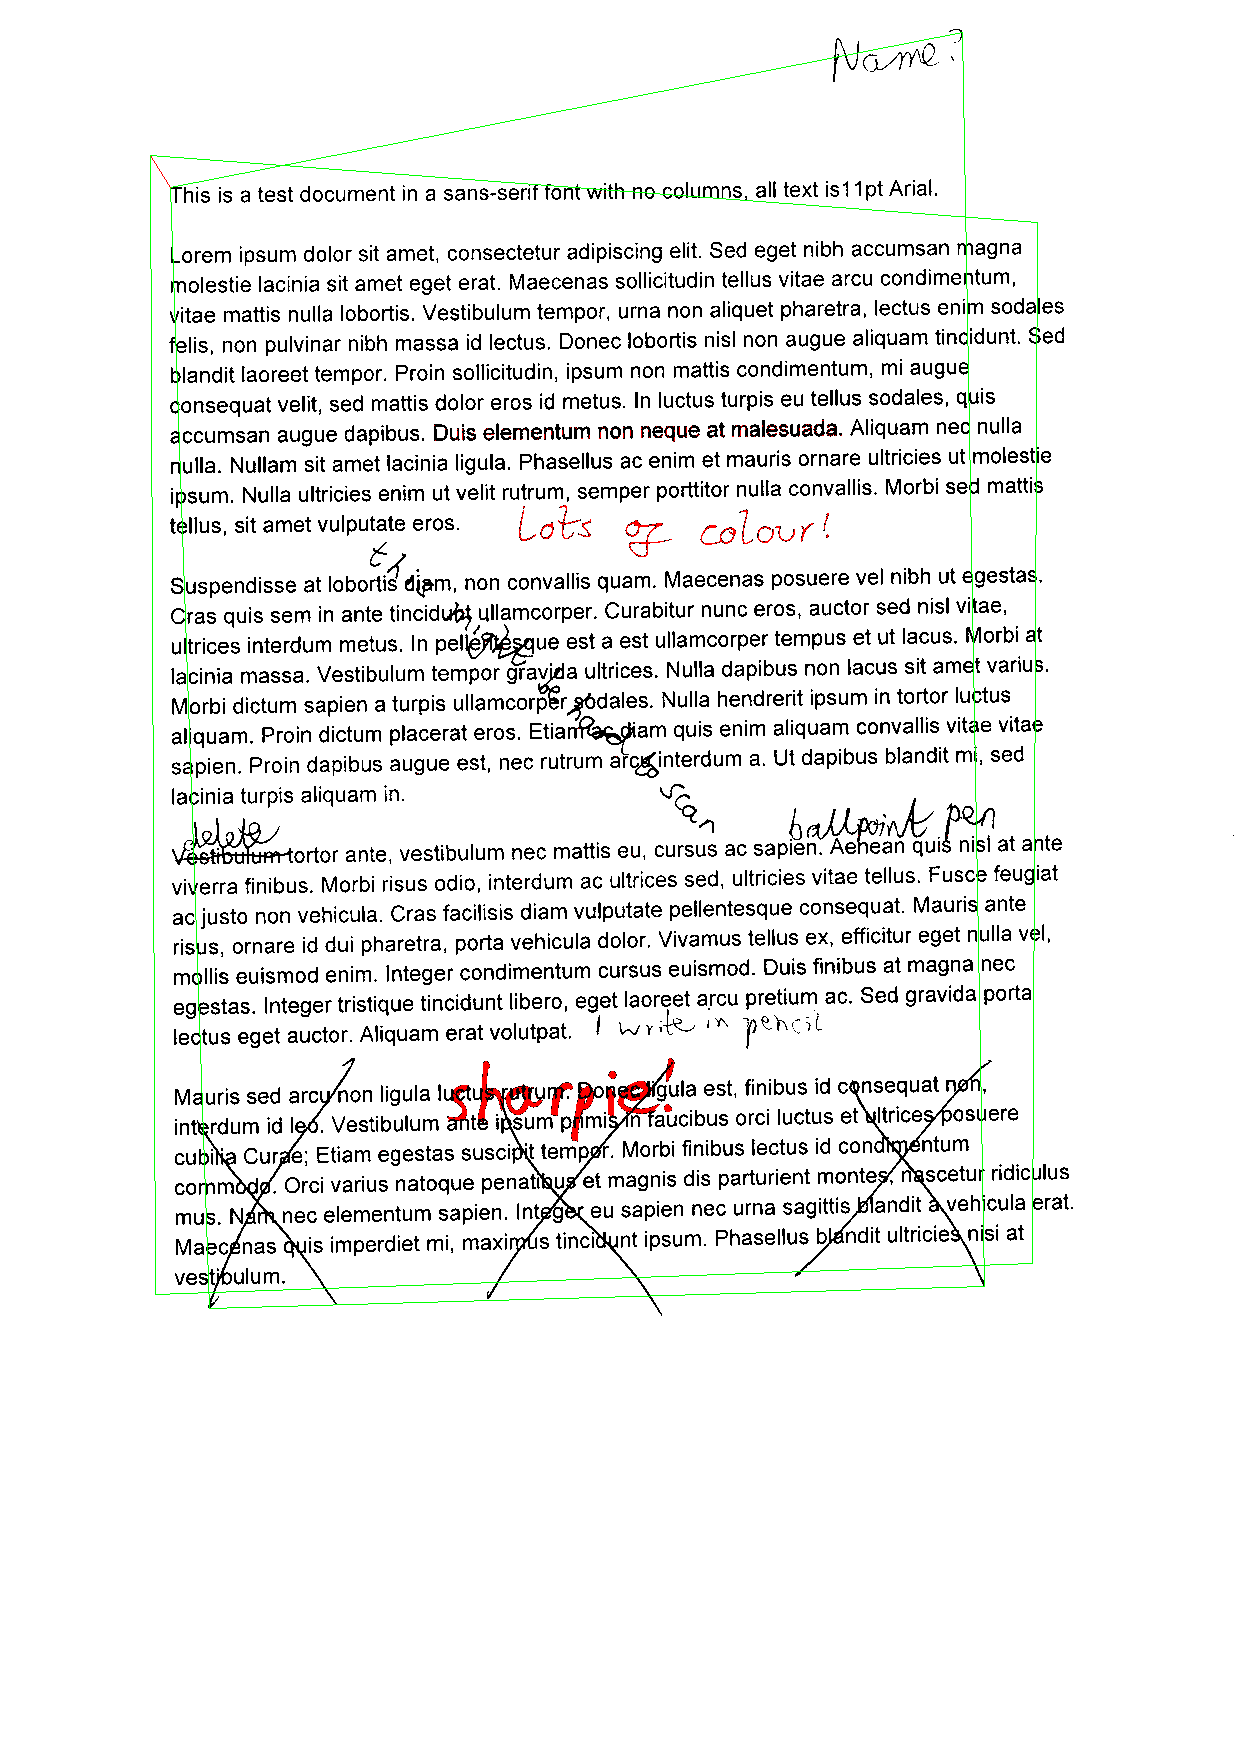 Name?
This is a test document in a sans-serif font with no columns, all text is11pt Arial.
Lorem ipsum dolor sit amet, consectetur adipiscing elit. Sed eget nibh accumsan magna
molestie lacinia sit amet eget erat. Maecenas sollicitudin tellus vitae arcu condimentum,
vitae mattis nulla lobortis. Vestibulum tempor, urna non aliquet pharetra, lectus enim sodales
felis, non pulvinar nibh massa id lectus. Donec lobortis nisl non augue aliquam tincidunt. Sed
blandit laoreet tempor. Proin sollicitudin, ipsum non mattis condimentum, mi augue
consequat velit, sed mattis dolor eros id metus. In luctus turpis eu tellus sodales, quis
accumsan augue dapibus. Duis elementum non neque at malesuada. Aliquam nec nulla
nulla. Nullam sit amet lacinia ligula. Phasellus ac enim et mauris ornare ultricies ut molestie
ipsum. Nulla ultricies enim ut velit rutrum, semper porttitor nulla convallis. Morbi sed mattis
tellus, sit amet vulputate eros. Lots of colour!
Suspendisse at lobortis diam, non convallis quam. Maecenas posuere vel nibh ut egestas.
Cras quis sem in ante tincidunt ullamcorper. Curabitur nunc eros, auctor sed nisl vitae,
ultrices interdum metus. In pellentesque est a est ullamcorper tempus et ut lacus. Morbi at
lacinia massa. Vestibulum tempor gravida ultrices. Nulla dapibus non lacus sit amet varius.
Morbi dictum sapien a turpis ullamcorper sodales. Nulla hendrerit ipsum in tortor luctus
aliquam. Proin dictum placerat eros. Etiam ac diam quis enim aliquam convallis vitae vitae
sapien. Proin dapibus augue est, nec rutrum arcu interdum a. Ut dapibus blandit mi, sed
lacinia turpis aliquam in.
scan
delete
ballpoint pen
Vestibulum tortor ante, vestibulum nec mattis eu, cursus ac sapien. Aenean quis nisl at ante
viverra finibus. Morbi risus odio, interdum ac ultrices sed, ultricies vitae tellus. Fusce feugiat
ac justo non vehicula. Cras facilisis diam vulputate pellentesque consequat. Mauris ante
risus, ornare id dui pharetra, porta vehicula dolor. Vivamus tellus ex, efficitur eget nulla vel,
mollis euismod enim. Integer condimentum cursus euismod. Duis finibus at magna nec
egestas. Integer tristique tincidunt libero, eget laoreet arcu pretium ac. Sed gravida porta
lectus eget auctor. Aliquam erat volutpat. I write in pencil
sharpie!
Mauris sed arcu non ligula luctus rutrum. Donec ligula est, finibus id consequat non,
interdum id leo. Vestibulum ante ipsum primis in faucibus orci luctus et ultrices posuere
cubilia Curae; Etiam egestas suscipit tempor. Morbi finibus lectus id condimentum
commodo. Orci varius natoque penatibus et magnis dis parturient montes, nascetur ridiculus
mus. Nam nec elementum sapien. Integer eu sapien nec urna sagittis blandit a vehicula erat.
Maecenas quis imperdiet mi, maximus tincidunt ipsum. Phasellus blandit ultricies nisi at
vestibulum.